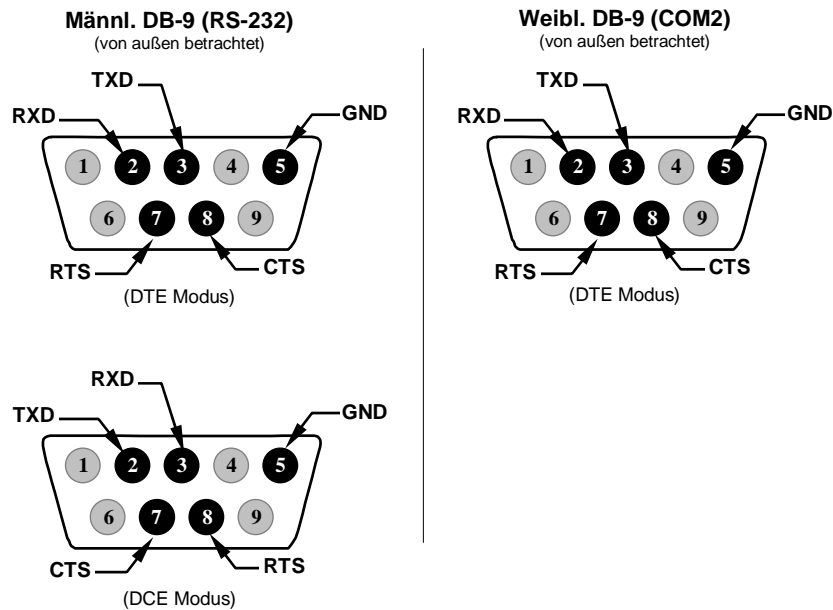 Männl. DB-9 (RS-232)
(von außen betrachtet)
TXD
RXD
GND
1 2 3 4 5
6 7 8 9
RTS
CTS
(DTE Modus)
RXD
TXD
GND
1 2 3 4 5
6 7 8 9
CTS
RTS
(DCE Modus)
Weibl. DB-9 (COM2)
(von außen betrachtet)
TXD
RXD
GND
1 2 3 4 5
6 7 8 9
RTS
CTS
(DTE Modus)